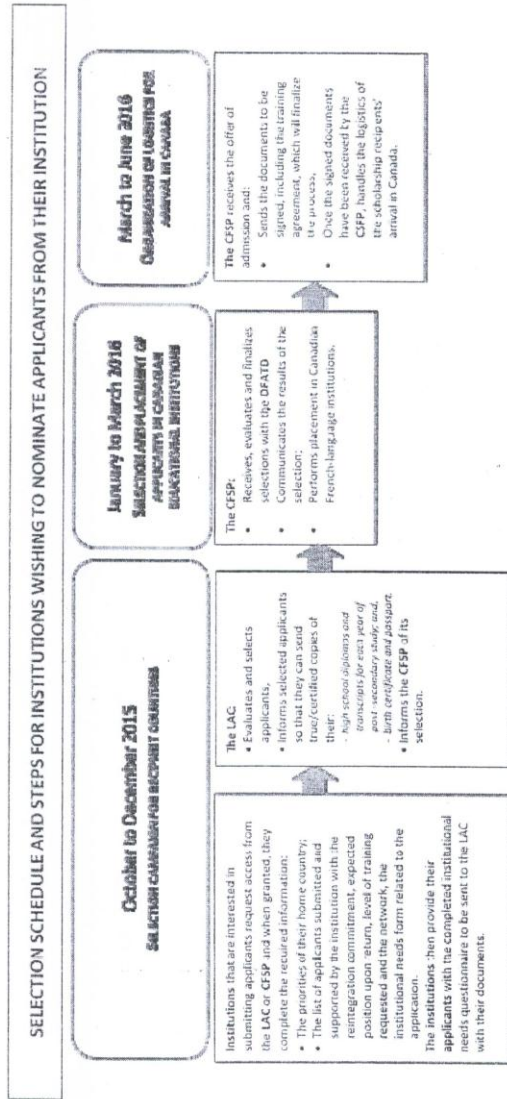 SELECTION SCHEDULE AND STEPS FOR INSTITUTIONS WISHING TO NOMINATE APPLICANTS FROM THEIR INSTITUTION
October to December 2015
SELECTION CAMPAIGN FOR RECIPIENT COUNTRIES
Institutions that are interested in
submitting applicants request access from
the LAC or CFSP and when granted, they
complete the required information:
• The priorities of their home country;
• The list of applicants submitted and
supported by the institution with the
reintegration commitment, expected
position upon return, level of training
requested and the network, the
institutional needs form related to the
application.
The institutions then provide their
applicants with the completed institutional
needs questionnaire to be sent to the LAC
with their documents.
The LAC:
• Evaluates and selects
applicants,
• Informs selected applicants
so that they can send
true/certified copies of
their:
- high school diplomas and
transcripts for each year of
post-secondary study; and,
- birth certificate and passport.
• Informs the CFSP of its
selection.
January to March 2016
SELECTION AND PLACEMENT OF
APPLICANTS IN CANADIAN
EDUCATIONAL INSTITUTIONS
The CFSP:
• Receives, evaluates and finalizes
selections with the DFATD
• Communicates the results of the
selection;
• Performs placement in Canadian
French-language institutions.
March to June 2016
ORGANISATION OF LOGISTICS FOR
ARRIVAL IN CANADA
The CFSP receives the offer of
admission and:
• Sends the documents to be
signed, including the training
agreement, which will finalize
the process,
• Once the signed documents
have been received by the
CSFP, handles the logistics of
the scholarship recipients'
arrival in Canada.